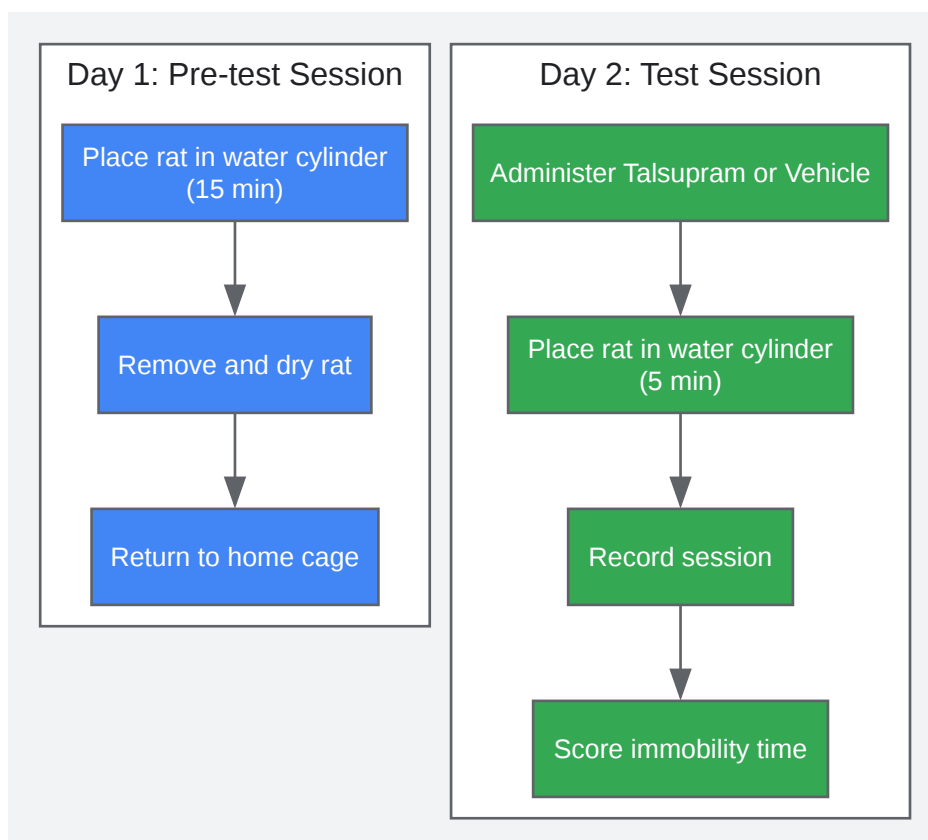 Day 1: Pre-test Session
Place rat in water cylinder
(15 min)
Remove and dry rat
Return to home cage
Day 2: Test Session
Administer Talsupram or Vehicle
Place rat in water cylinder
(5 min)
Record session
Score immobility time